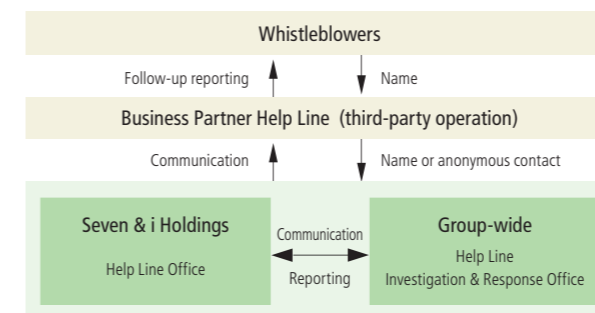 Whistleblowers
Follow-up reporting
Name
Business Partner Help Line (third-party operation)
Communication
Name or anonymous contact
Seven & i Holdings
Help Line Office
Communication
Reporting
Group-wide
Help Line
Investigation & Response Office